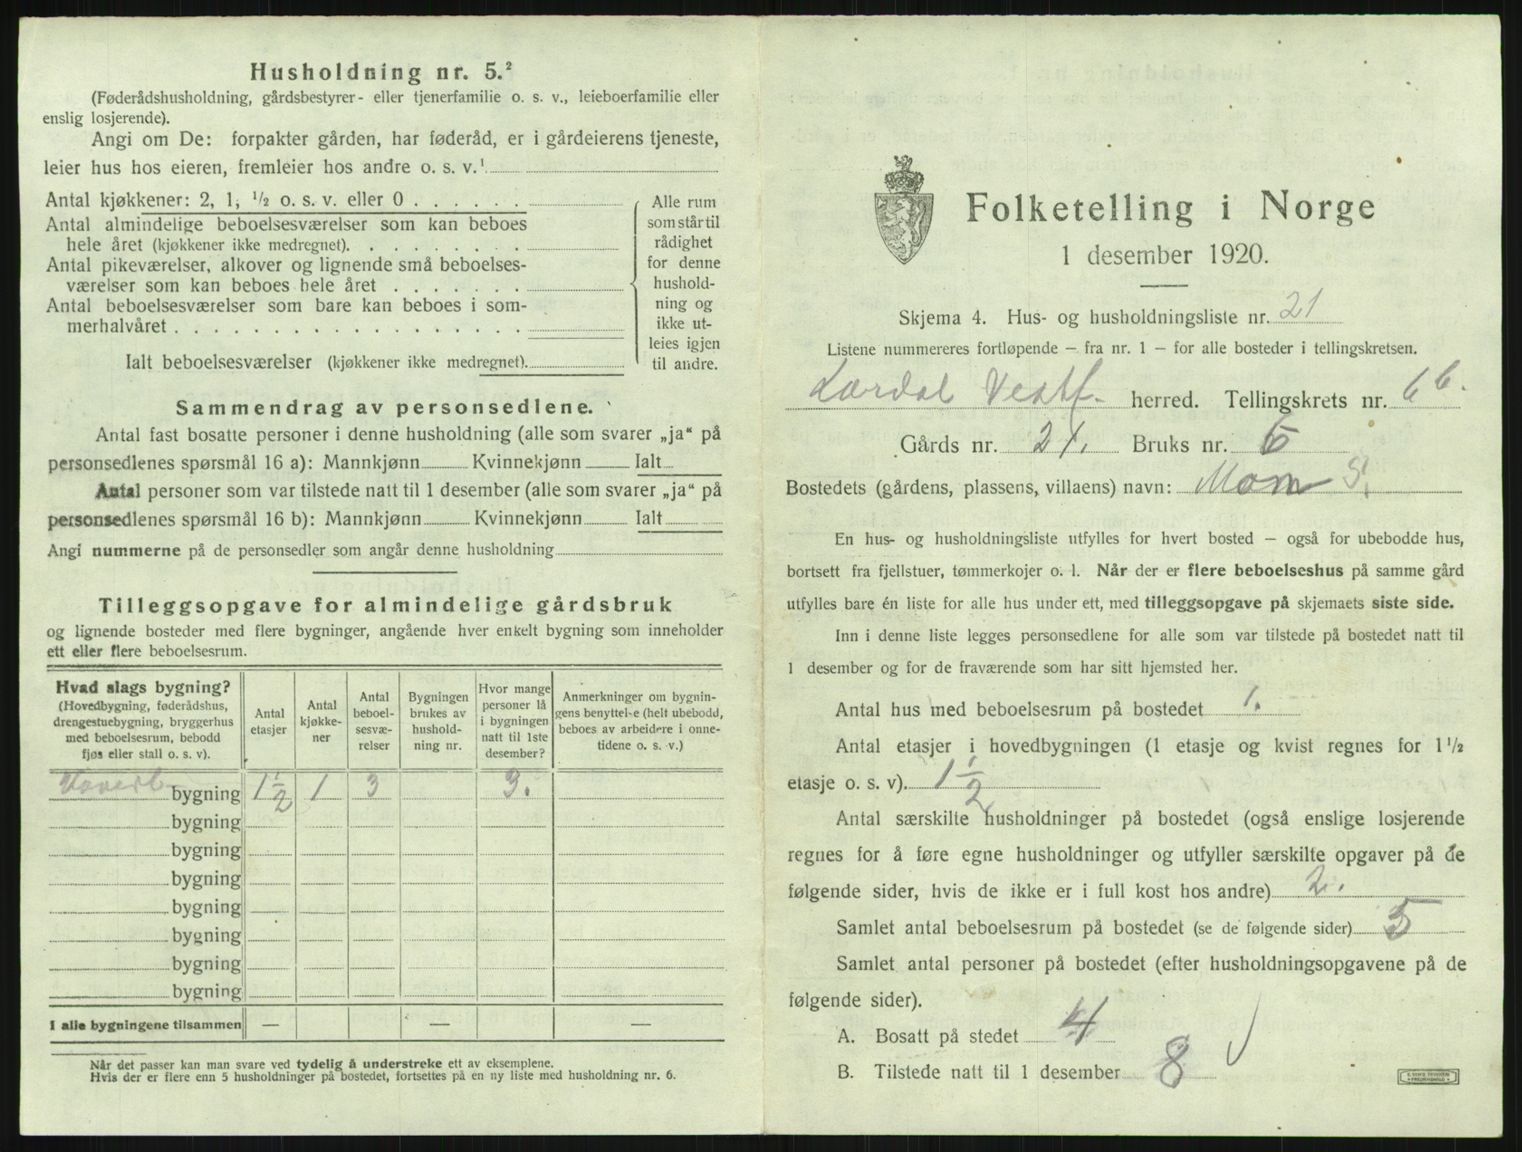 Husholdning nr. 5.²
(Føderådshusholdning, gårdsbestyrer- eller tjenerfamilie o. s. v., leieboerfamilie eller
enslig losjerende).
Angi om De: forpakter gården, har føderåd, er i gårdeierens tjeneste,
leier hus hos eieren, fremleier hos andre o. s. v.¹
Antal kjøkkener: 2, 1, ½ o. s. v. eller 0 . . . . . .
Antal almindelige beboelsesværelser som kan beboes
hele året (kjøkkener ikke medregnet). . . . . . . . .
Antal pikeværelser, alkover og lignende små beboelses-
værelser som kan beboes hele året . . . . . . .
Antal beboelsesværelser som bare kan beboes i som-
merhalvåret . . . . . . . . . . . . . . . . . .
Ialt beboelsesværelser (kjøkkener ikke medregnet).
Alle rum
som står til
rådighet
for denne
hushold-
ning og
ikke ut-
leies igjen
til andre.
Sammendrag av personsedlene.
Antal fast bosatte personer i denne husholdning (alle som svarer „ja“ på
personsedlenes spørsmål 16 a): Mannkjønn Kvinnekjønn Ialt
Antal personer som var tilstede natt til 1 desember (alle som svarer „ja“ på
personsedlenes spørsmål 16 b): Mannkjønn Kvinnekjønn Ialt
Angi nummerne på de personsedler som angår denne husholdning
Tilleggsopgave for almindelige gårdsbruk
og lignende bosteder med flere bygninger, angående hver enkelt bygning som inneholder
ett eller flere beboelsesrum.
Hvad slags bygning?
(Hovedbygning, føderådshus,
drengestuebygning, bryggerhus
med beboelsesrum, bebodd
fjøs eller stall o. s. v).
Antal
etasjer
Antal
kjøkke-
ner
Antal
beboel-
sesvæ-
relser
Bygningen
brukes av
hushold-
ning nr.
Hvor mange
personer lå
i bygningen
natt til 1ste
desember?
Anmerkninger om bygnin-
gens benyttelse (helt ubebodd,
beboes av arbeidere i onne-
tidene o. s. v.)
bygning 1½ 1 3 3.
bygning
bygning
bygning
bygning
bygning
bygning
bygning
I alle bygningene tilsammen — — —
Når det passer kan man svare ved tydelig å understreke ett av eksemplene.
Hvis der er flere enn 5 husholdninger på bostedet, fortsettes på en ny liste med husholdning nr. 6.
Folketelling i Norge
1 desember 1920.
Skjema 4. Hus- og husholdningsliste nr. 21
Listene nummereres fortløpende — fra nr. 1 — for alle bosteder i tellingskretsen.
Lardal Vestf. herred. Tellingskrets nr. 6 6.
Gårds nr. 21. Bruks nr. 6
Bostedets (gårdens, plassens, villaens) navn: Moen S.
En hus- og husholdningsliste utfylles for hvert bosted — også for ubebodde hus,
bortsett fra fjellstuer, tømmerkojer o. l. Når der er flere beboelseshus på samme gård
utfylles bare én liste for alle hus under ett, med tilleggsopgave på skjemaets siste side.
Inn i denne liste legges personsedlene for alle som var tilstede på bostedet natt til
1 desember og for de fraværende som har sitt hjemsted her.
Antal hus med beboelsesrum på bostedet 1.
Antal etasjer i hovedbygningen (1 etasje og kvist regnes for 1½
etasje o. s. v). 1½
Antal særskilte husholdninger på bostedet (også enslige losjerende
regnes for å føre egne husholdninger og utfyller særskilte opgaver på de
følgende sider, hvis de ikke er i full kost hos andre) 2.
Samlet antal beboelsesrum på bostedet (se de følgende sider) 5
Samlet antal personer på bostedet (efter husholdningsopgavene på de
følgende sider).
A. Bosatt på stedet 4
B. Tilstede natt til 1 desember 8